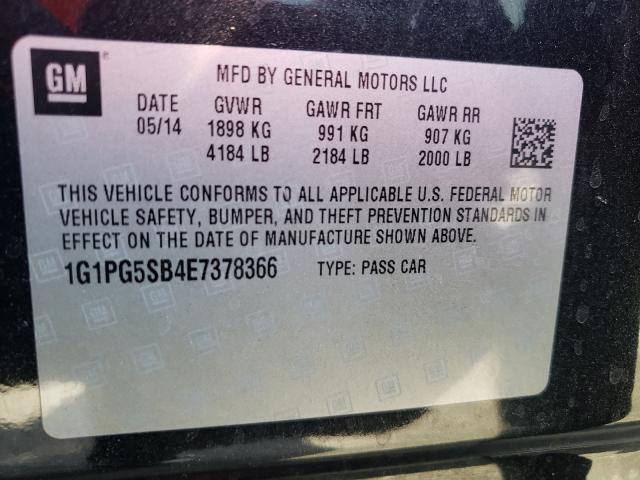 GM
MFD BY GENERAL MOTORS LLC
DATE GVWR GAWR FRT GAWR RR
05/14 1898 KG 991 KG 907 KG
4184 LB 2184 LB 2000 LB
THIS VEHICLE CONFORMS TO ALL APPLICABLE U.S. FEDERAL MOTOR
VEHICLE SAFETY, BUMPER, AND THEFT PREVENTION STANDARDS IN
EFFECT ON THE DATE OF MANUFACTURE SHOWN ABOVE.
1G1PG5SB4E7378366 TYPE: PASS CAR